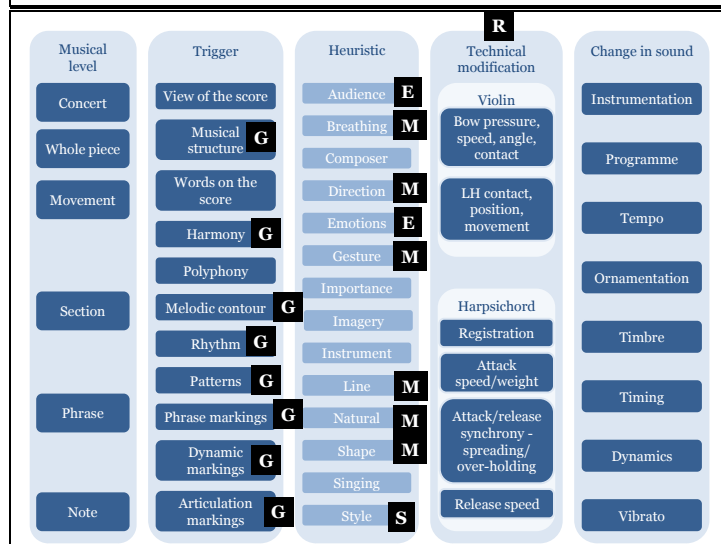 Musical
level
Concert
Whole piece
Movement
Section
Phrase
Note
Trigger
View of the score
Musical
structure
G
Words on the
score
Harmony
G
Polyphony
Melodic contour
G
Rhythm
G
Patterns
G
Phrase markings
G
Dynamic
markings
G
Articulation
markings
G
Heuristic
Audience
E
Breathing
M
Composer
Direction
M
Emotions
E
Gesture
M
Importance
Imagery
Instrument
Line
M
Natural
M
Shape
M
Singing
Style
S
R
Technical
modification
Violin
Bow pressure,
speed, angle,
contact
LH contact,
position,
movement
Harpsichord
Registration
Attack
speed/weight
Attack/release
synchrony -
spreading/
over-holding
Release speed
Change in sound
Instrumentation
Programme
Tempo
Ornamentation
Timbre
Timing
Dynamics
Vibrato